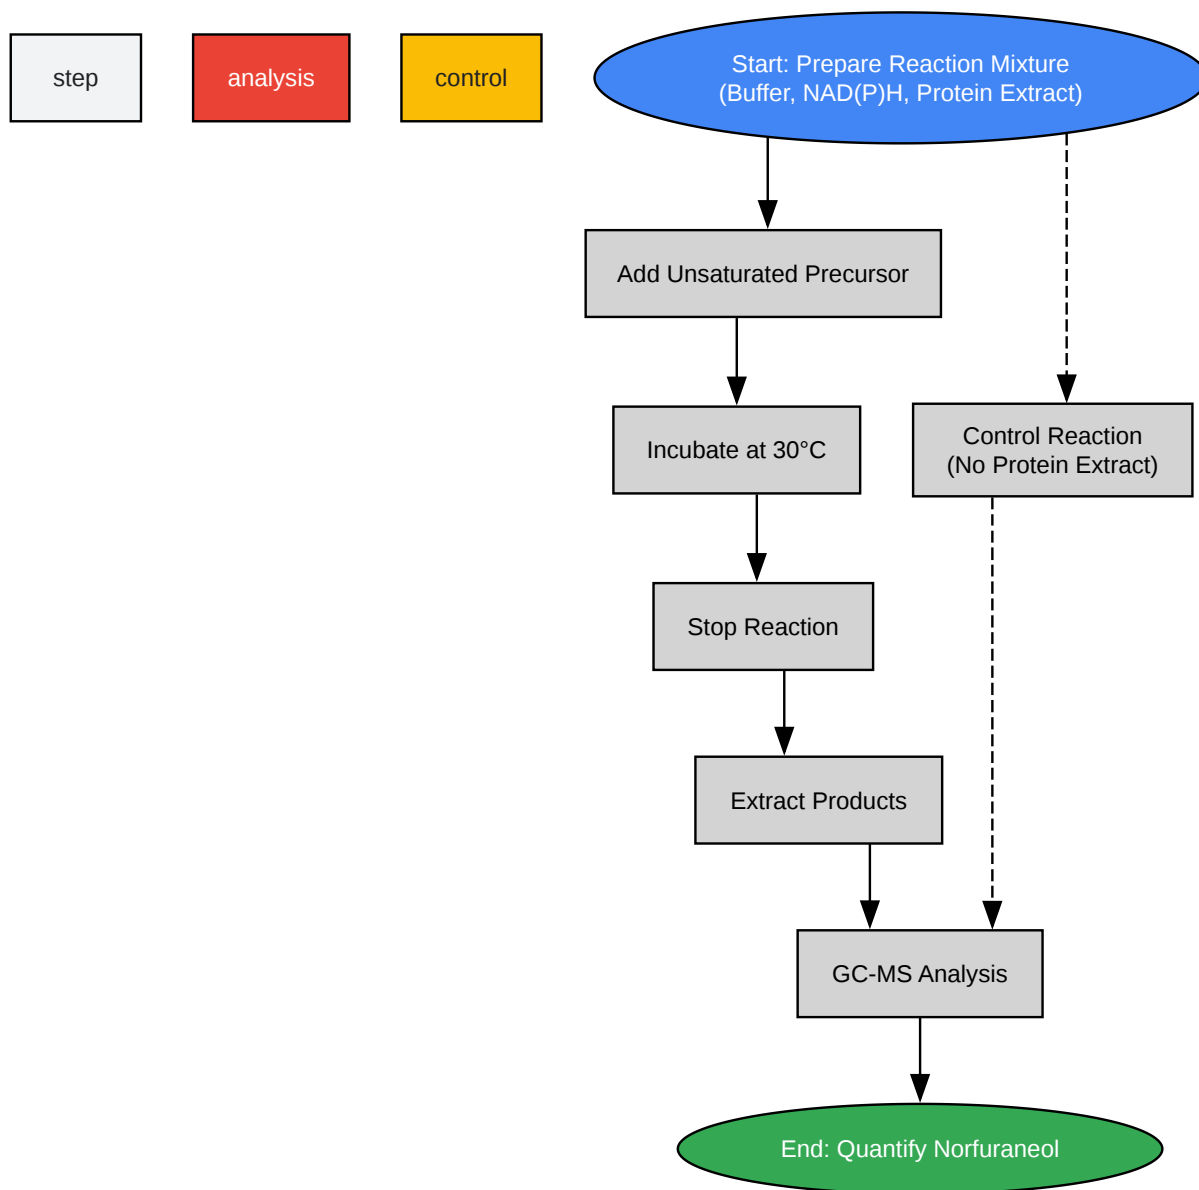 step
analysis
control
Start: Prepare Reaction Mixture
(Buffer, NAD(P)H, Protein Extract)
Add Unsaturated Precursor
Incubate at 30°C
Control Reaction
(No Protein Extract)
Stop Reaction
Extract Products
GC-MS Analysis
End: Quantify Norfuraneol